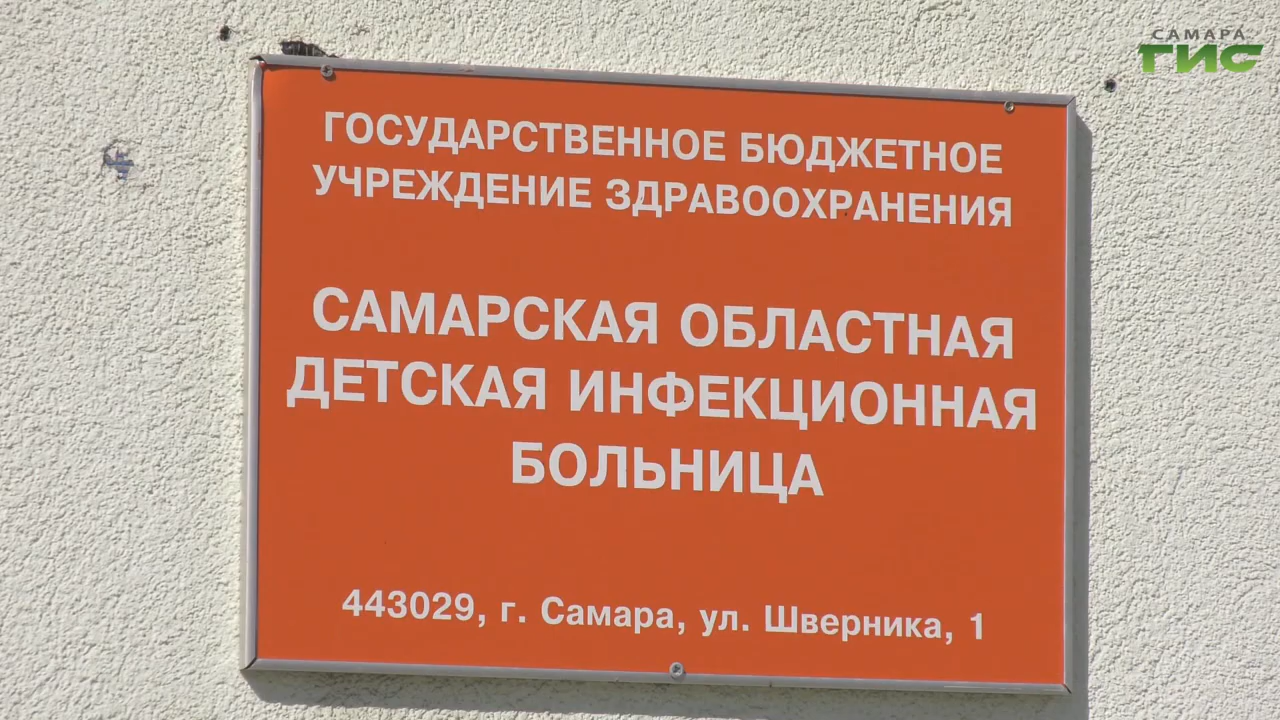 САМАРА
ГИС
ГОСУДАРСТВЕННОЕ БЮДЖЕТНОЕ
УЧРЕЖДЕНИЕ ЗДРАВООХРАНЕНИЯ
САМАРСКАЯ ОБЛАСТНАЯ
ДЕТСКАЯ ИНФЕКЦИОННАЯ
БОЛЬНИЦА
443029, г. Самара, ул. Шверника, 1